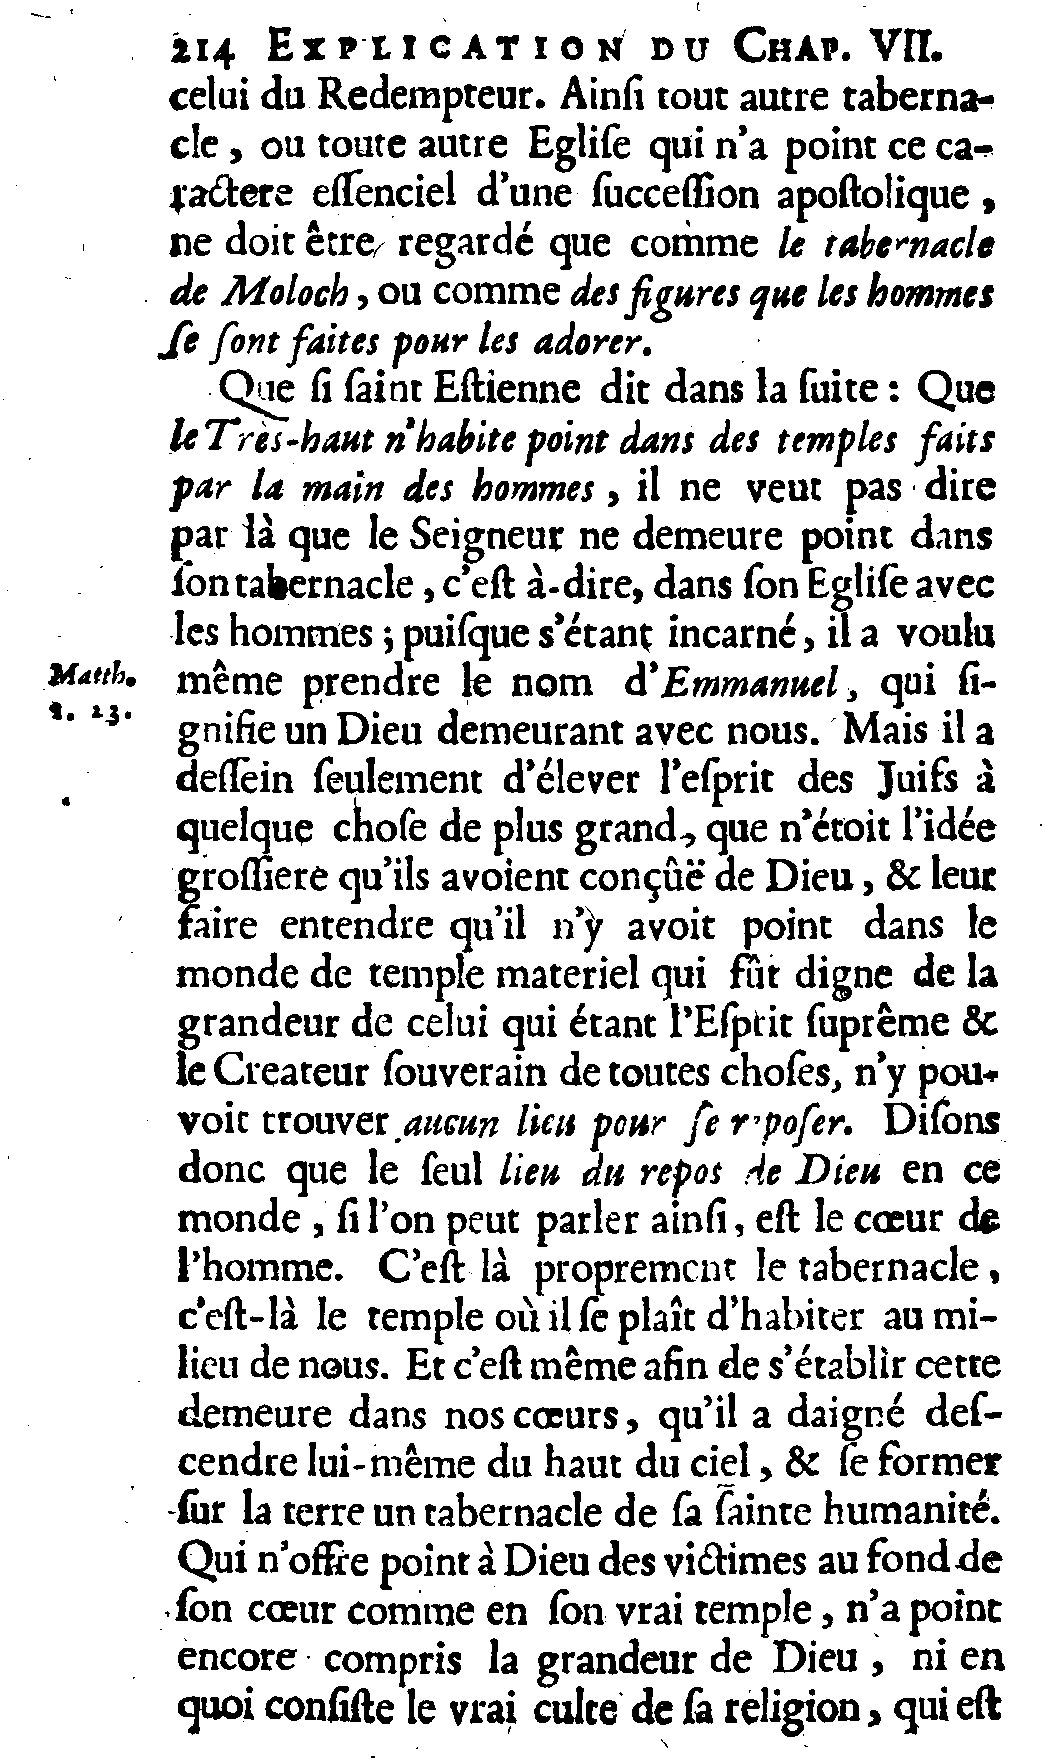 214 EXPLICATION DU CHAP. VII.
celui du Redempteur. Ainſi tout autre taberna-
cle, ou toute autre Egliſe qui n'a point ce ca-
ractere eſſenciel d'une ſucceſſion apoſtolique,
ne doit être regardé que comme le tabernacle
de Moloch, ou comme des figures que les hommes
ſe ſont faites pour les adorer.
Que ſi ſaint Eſtienne dit dans la ſuite: Que
le Très-haut n'habite point dans des temples faits
par la main des hommes, il ne veut pas dire
par là que le Seigneur ne demeure point dans
ſon tabernacle, c'eſt à-dire, dans ſon Egliſe avec
les hommes; puiſque s'étant incarné, il a voulu
Matth.
1. 23.
même prendre le nom d'Emmanuel, qui ſi-
gnifie un Dieu demeurant avec nous. Mais il a
deſſein ſeulement d'élever l'eſprit des Juifs à
quelque choſe de plus grand, que n'étoit l'idée
groſſiere qu'ils avoient conçûë de Dieu, & leur
faire entendre qu'il n'y avoit point dans le
monde de temple materiel qui fût digne de la
grandeur de celui qui étant l'Eſprit ſuprême &
le Createur ſouverain de toutes choſes, n'y pou-
voit trouver aucun lieu pour ſe repoſer. Diſons
donc que le ſeul lieu du repos de Dieu en ce
monde, ſi l'on peut parler ainſi, eſt le cœur de
l'homme. C'eſt là proprement le tabernacle,
c'eſt-là le temple où il ſe plaît d'habiter au mi-
lieu de nous. Et c'eſt même afin de s'établir cette
demeure dans nos cœurs, qu'il a daigné deſ-
cendre lui-même du haut du ciel, & ſe former
ſur la terre un tabernacle de ſa ſainte humanité.
Qui n'offre point à Dieu des victimes au fond de
ſon cœur comme en ſon vrai temple, n'a point
encore compris la grandeur de Dieu, ni en
quoi conſiſte le vrai culte de ſa religion, qui eſt